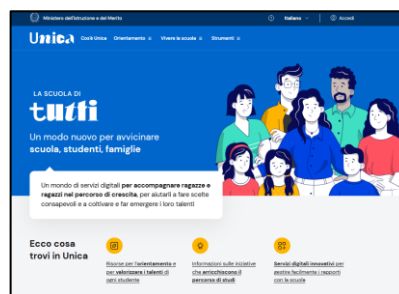 Ministero dell'Istruzione e del Merito
Italiano
Accedi
Unica
Cos'è Unica
Orientamento
Vivere la scuola
Strumenti
LA SCUOLA DI
tutti
Un modo nuovo per avvicinare
scuola, studenti, famiglie
Un mondo di servizi digitali per accompagnare ragazze e
ragazzi nel percorso di crescita, per aiutarli a fare scelte
consapevoli e a coltivare e far emergere i loro talenti
Ecco cosa
trovi in Unica
Risorse per l'orientamento e
per valorizzare i talenti di
ogni studente
Informazioni sulle iniziative
che arricchiscono il
percorso di studi
Servizi digitali innovativi per
gestire facilmente i rapporti
con la scuola